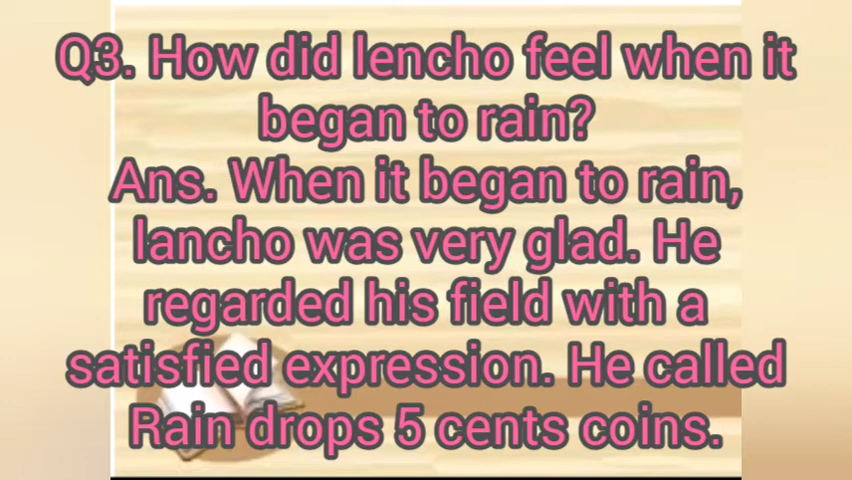 Q3. How did lencho feel when it
began to rain?
Ans. When it began to rain,
lancho was very glad. He
regarded his field with a
satisfied expression. He called
Rain drops 5 cents coins.